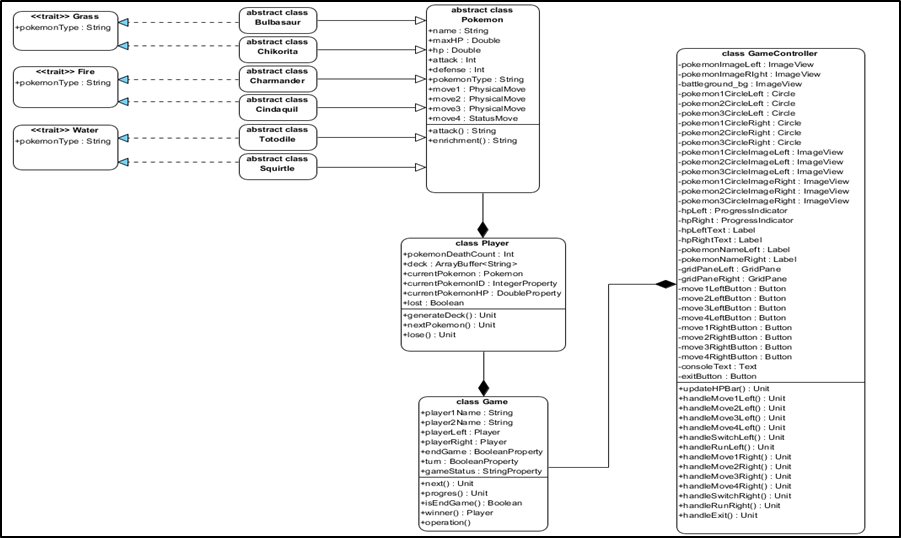 <<trait>> Grass
+pokemonType : String
<<trait>> Fire
+pokemonType : String
<<trait>> Water
+pokemonType : String
abstract class
Bulbasaur
abstract class
Chikorita
abstract class
Charmander
abstract class
Cindaquil
abstract class
Totodile
abstract class
Squirtle
abstract class
Pokemon
+name : String
+maxHP : Double
+hp : Double
+attack : Int
+defense : Int
+pokemonType : String
+move1 : PhysicalMove
+move2 : PhysicalMove
+move3 : PhysicalMove
+move4 : StatusMove
+attack() : String
+enrichment() : String
class Player
+pokemonDeathCount : Int
+deck : ArrayBuffer<String>
+currentPokemon : Pokemon
+currentPokemonID : IntegerProperty
+currentPokemonHP : DoubleProperty
+lost : Boolean
+generateDeck() : Unit
+nextPokemon() : Unit
+lose() : Unit
class Game
+player1Name : String
+player2Name : String
+playerLeft : Player
+playerRight : Player
+endGame : BooleanProperty
+turn : BooleanProperty
+gameStatus : StringProperty
+next() : Unit
+progres() : Unit
+isEndGame() : Boolean
+winner() : Player
+operation()
class GameController
-pokemonImageLeft : ImageView
-pokemonImageRIght : ImageView
-battleground_bg : ImageView
-pokemon1CircleLeft : Circle
-pokemon2CircleLeft : Circle
-pokemon3CircleLeft : Circle
-pokemon1CircleRight : Circle
-pokemon2CircleRight : Circle
-pokemon3CircleRight : Circle
-pokemon1CircleImageLeft : ImageView
-pokemon2CircleImageLeft : ImageView
-pokemon3CircleImageLeft : ImageView
-pokemon1CircleImageRight : ImageView
-pokemon2CircleImageRight : ImageView
-pokemon3CircleImageRight : ImageView
-hpLeft : ProgressIndicator
-hpRight : ProgressIndicator
-hpLeftText : Label
-hpRightText : Label
-pokemonNameLeft : Label
-pokemonNameRight : Label
-gridPaneLeft : GridPane
-gridPaneRight : GridPane
-move1LeftButton : Button
-move2LeftButton : Button
-move3LeftButton : Button
-move4LeftButton : Button
-move1RightButton : Button
-move2RightButton : Button
-move3RightButton : Button
-move4RightButton : Button
-consoleText : Text
-exitButton : Button
+updateHPBar() : Unit
+handleMove1Left() : Unit
+handleMove2Left() : Unit
+handleMove3Left() : Unit
+handleMove4Left() : Unit
+handleSwitchLeft() : Unit
+handleRunLeft() : Unit
+handleMove1Right() : Unit
+handleMove2Right() : Unit
+handleMove3Right() : Unit
+handleMove4Right() : Unit
+handleSwitchRight() : Unit
+handleRunRight() : Unit
+handleExit() : Unit